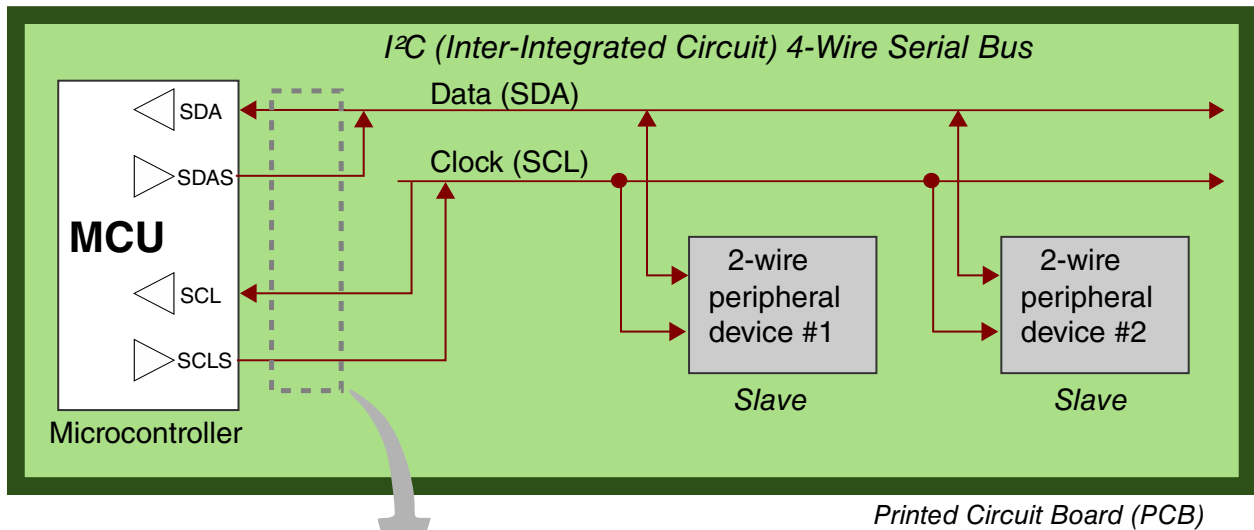 I²C (Inter-Integrated Circuit) 4-Wire Serial Bus
SDA
Data (SDA)
SDAS
Clock (SCL)
MCU
SCL
SCLS
Microcontroller
2-wire
peripheral
device #1
Slave
2-wire
peripheral
device #2
Slave
Printed Circuit Board (PCB)